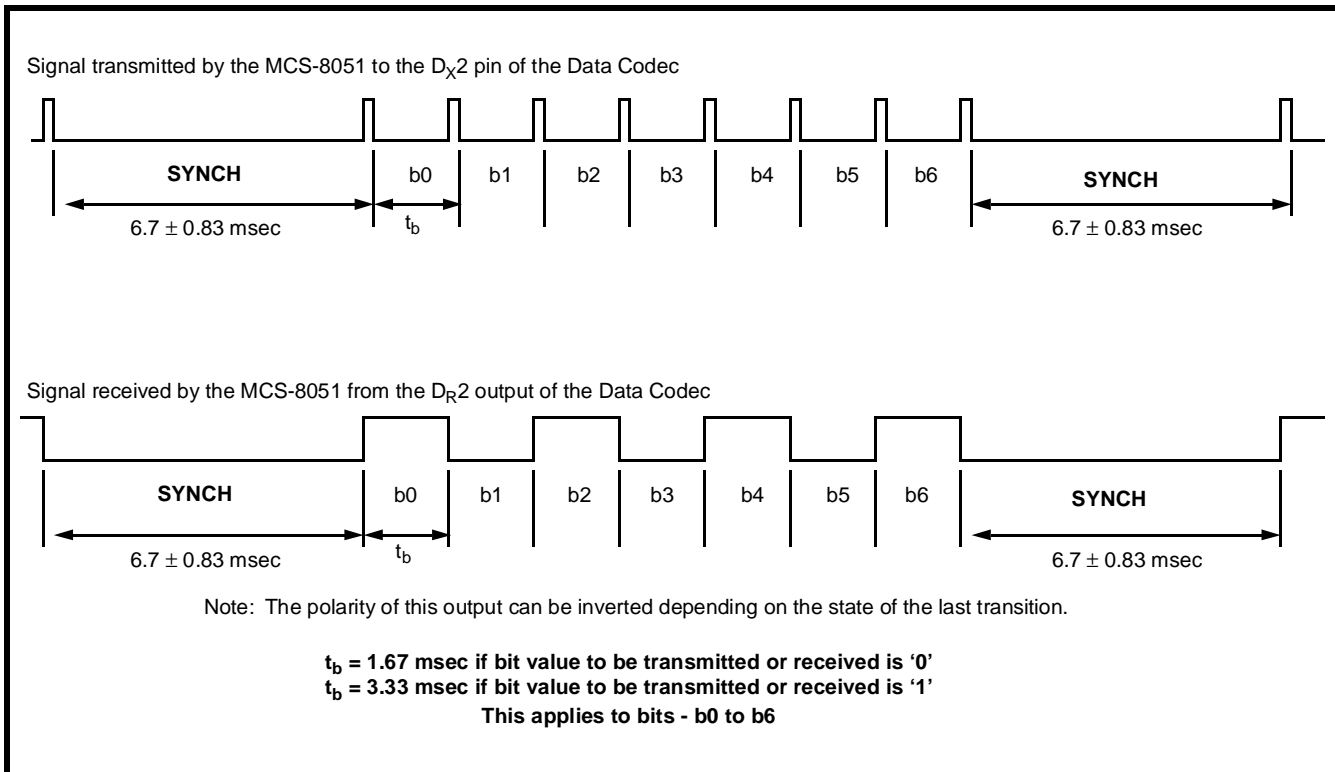 Signal transmitted by the MCS-8051 to the DX2 pin of the Data Codec
SYNCH b0 b1 b2 b3 b4 b5 b6 SYNCH
6.7 ± 0.83 msec tb 6.7 ± 0.83 msec
Signal received by the MCS-8051 from the DR2 output of the Data Codec
SYNCH b0 b1 b2 b3 b4 b5 b6 SYNCH
6.7 ± 0.83 msec tb 6.7 ± 0.83 msec
Note: The polarity of this output can be inverted depending on the state of the last transition.
tb = 1.67 msec if bit value to be transmitted or received is ‘0’
tb = 3.33 msec if bit value to be transmitted or received is ‘1’
This applies to bits - b0 to b6